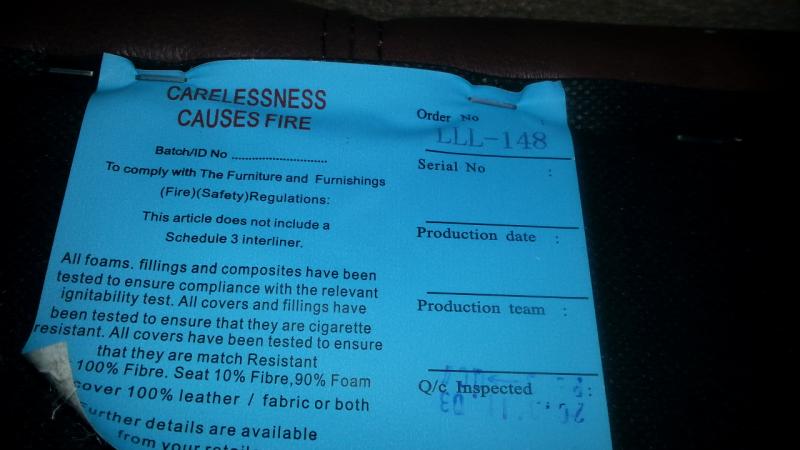 CARELESSNESS
CAUSES FIRE
Batch/ID No ............................
To comply with The Furniture and Furnishings
(Fire)(Safety)Regulations:
This article does not include a
Schedule 3 interliner.
All foams. fillings and composites have been
tested to ensure compliance with the relevant
ignitability test. All covers and fillings have
been tested to ensure that they are cigarette
resistant. All covers have been tested to ensure
that they are match Resistant
100% Fibre. Seat 10% Fibre,90% Foam
cover 100% leather / fabric or both
Further details are available
from your
Order No :
LLL-148
Serial No :
Production date :
Production team :
Q/c Inspected :